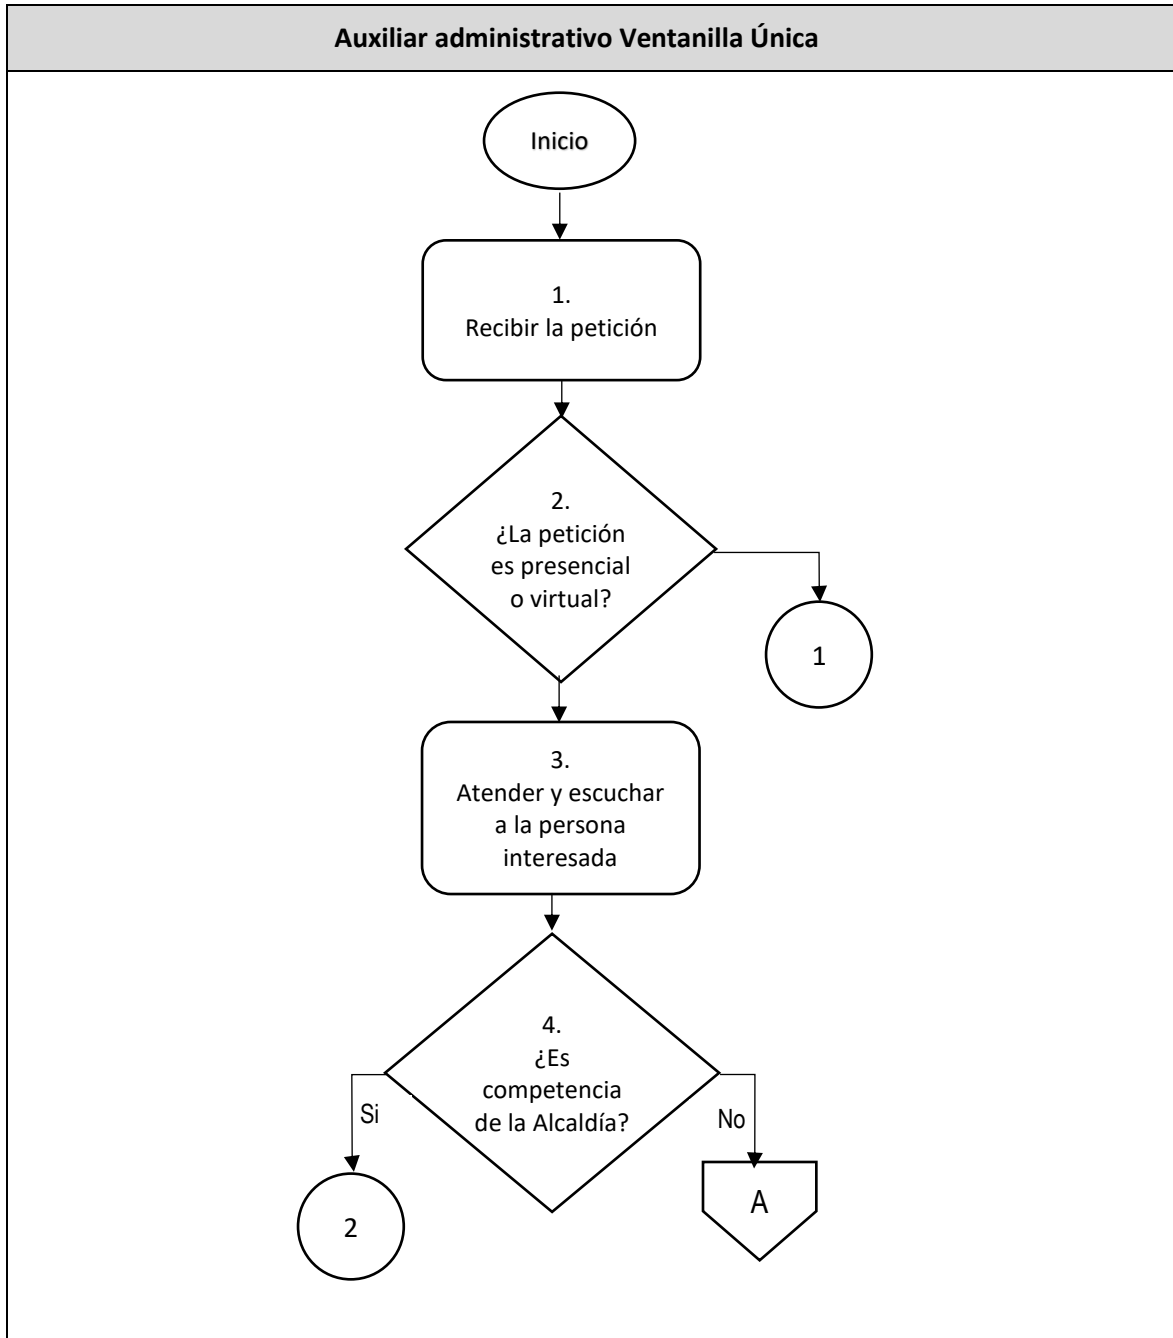 Auxiliar administrativo Ventanilla Única
Inicio
1.
Recibir la petición
2.
¿La petición
es presencial
o virtual?
1
3.
Atender y escuchar
a la persona
interesada
4.
¿Es
competencia
de la Alcaldía?
Si
No
2
A